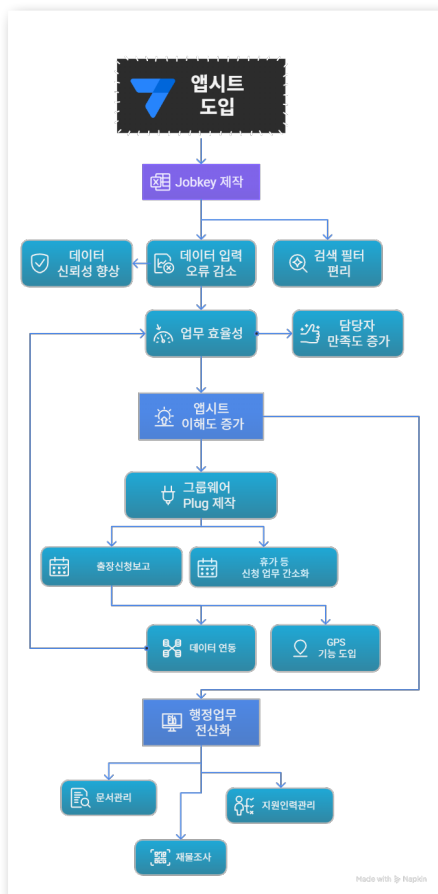 앱시트
도입
Jobkey 제작
데이터
신뢰성 향상
데이터 입력
오류 감소
검색 필터
편리
업무 효율성
담당자
만족도 증가
앱시트
이해도 증가
그룹웨어
Plug 제작
출장신청보고
휴가 등
신청 업무 간소화
데이터 연동
GPS
기능 도입
행정업무
전산화
문서관리
지원인력관리
재물조사
Made with Napkin